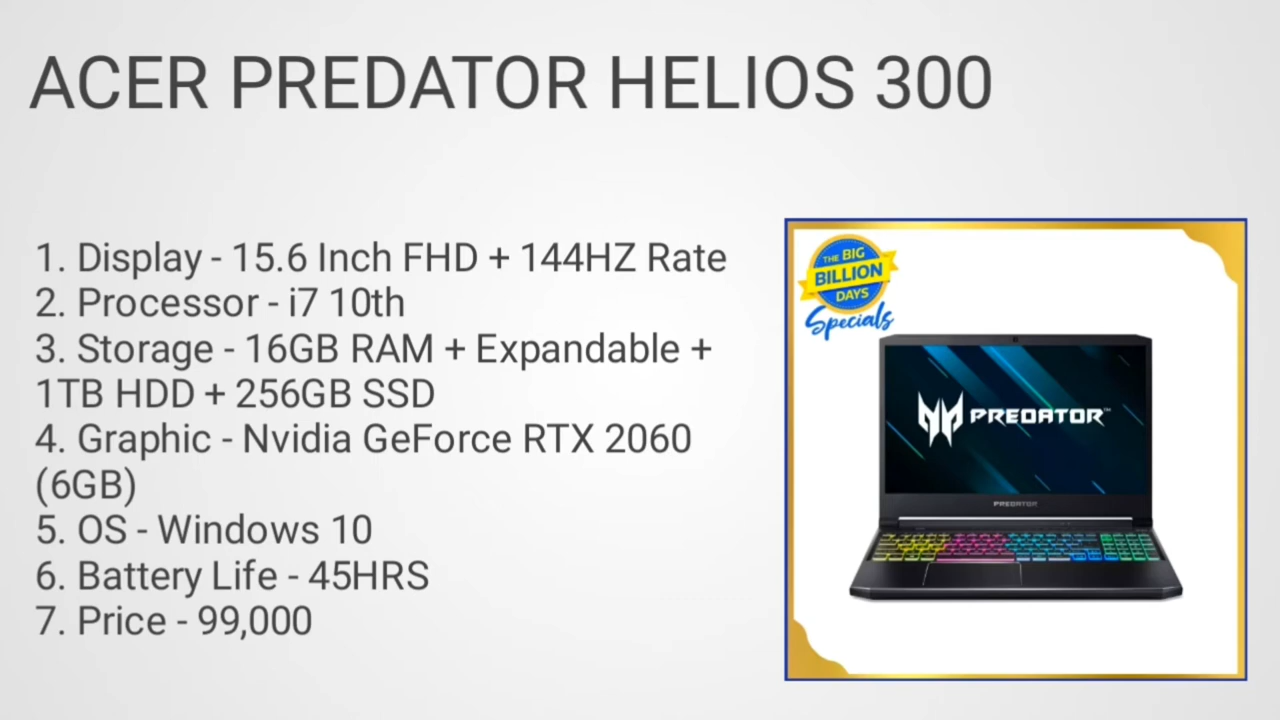 ACER PREDATOR HELIOS 300
1. Display - 15.6 Inch FHD + 144HZ Rate
2. Processor - i7 10th
3. Storage - 16GB RAM + Expandable +
1TB HDD + 256GB SSD
4. Graphic - Nvidia GeForce RTX 2060
(6GB)
5. OS - Windows 10
6. Battery Life - 45HRS
7. Price - 99,000
THE BIG
BILLION
DAYS
Specials
PREDATOR™
PREDATOR